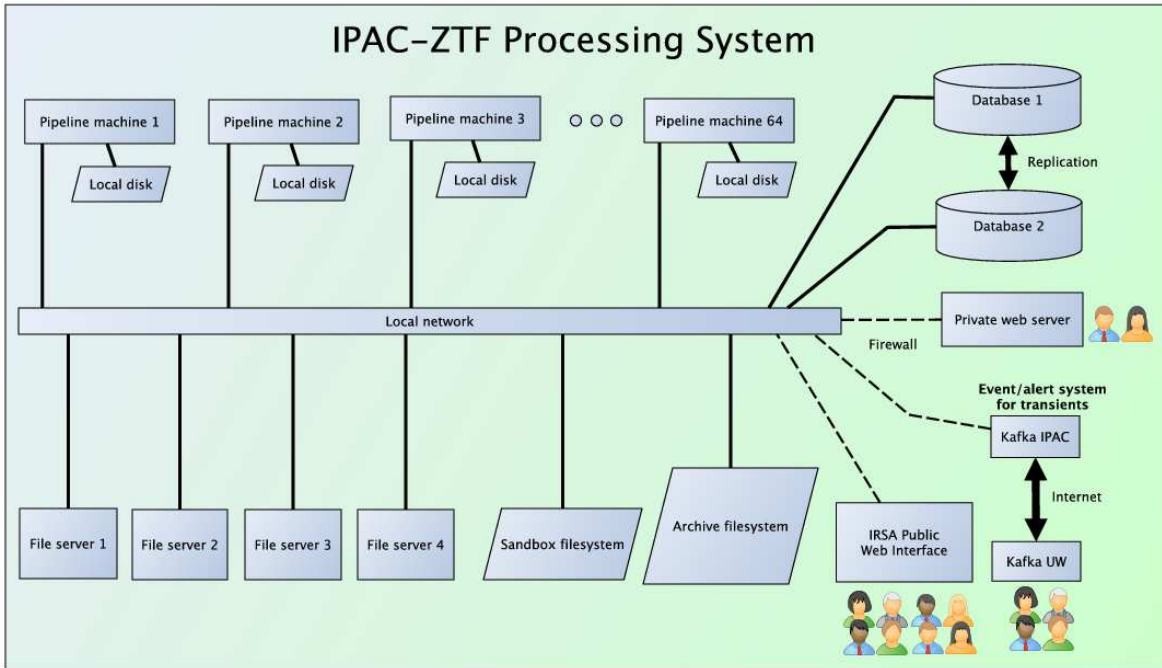 IPAC-ZTF Processing System
Pipeline machine 1
Pipeline machine 2
Pipeline machine 3
Pipeline machine 64
Local disk
Local disk
Local disk
Local disk
Database 1
Replication
Database 2
Local network
Private web server
Firewall
Event/alert system
for transients
Kafka IPAC
Internet
Kafka UW
File server 1
File server 2
File server 3
File server 4
Sandbox filesystem
Archive filesystem
IRSA Public
Web Interface